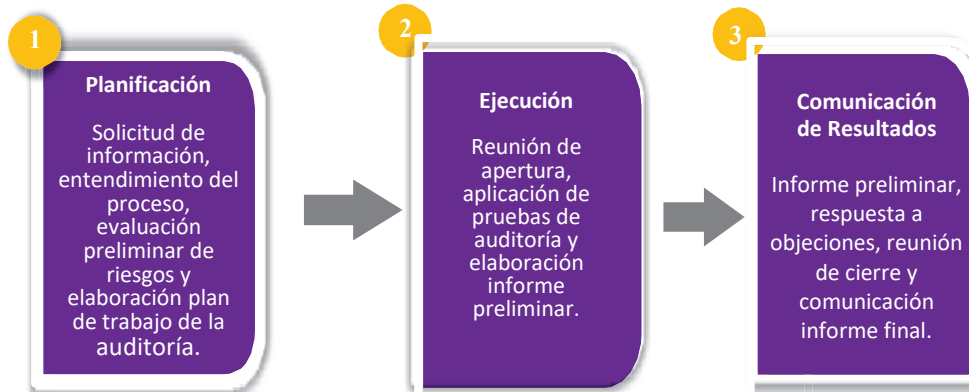 1
Planificación
Solicitud de
información,
entendimiento del
proceso,
evaluación
preliminar de
riesgos y
elaboración plan
de trabajo de la
auditoría.
2
Ejecución
Reunión de
apertura,
aplicación de
pruebas de
auditoría y
elaboración
informe
preliminar.
3
Comunicación
de Resultados
Informe preliminar,
respuesta a
objeciones, reunión
de cierre y
comunicación
informe final.